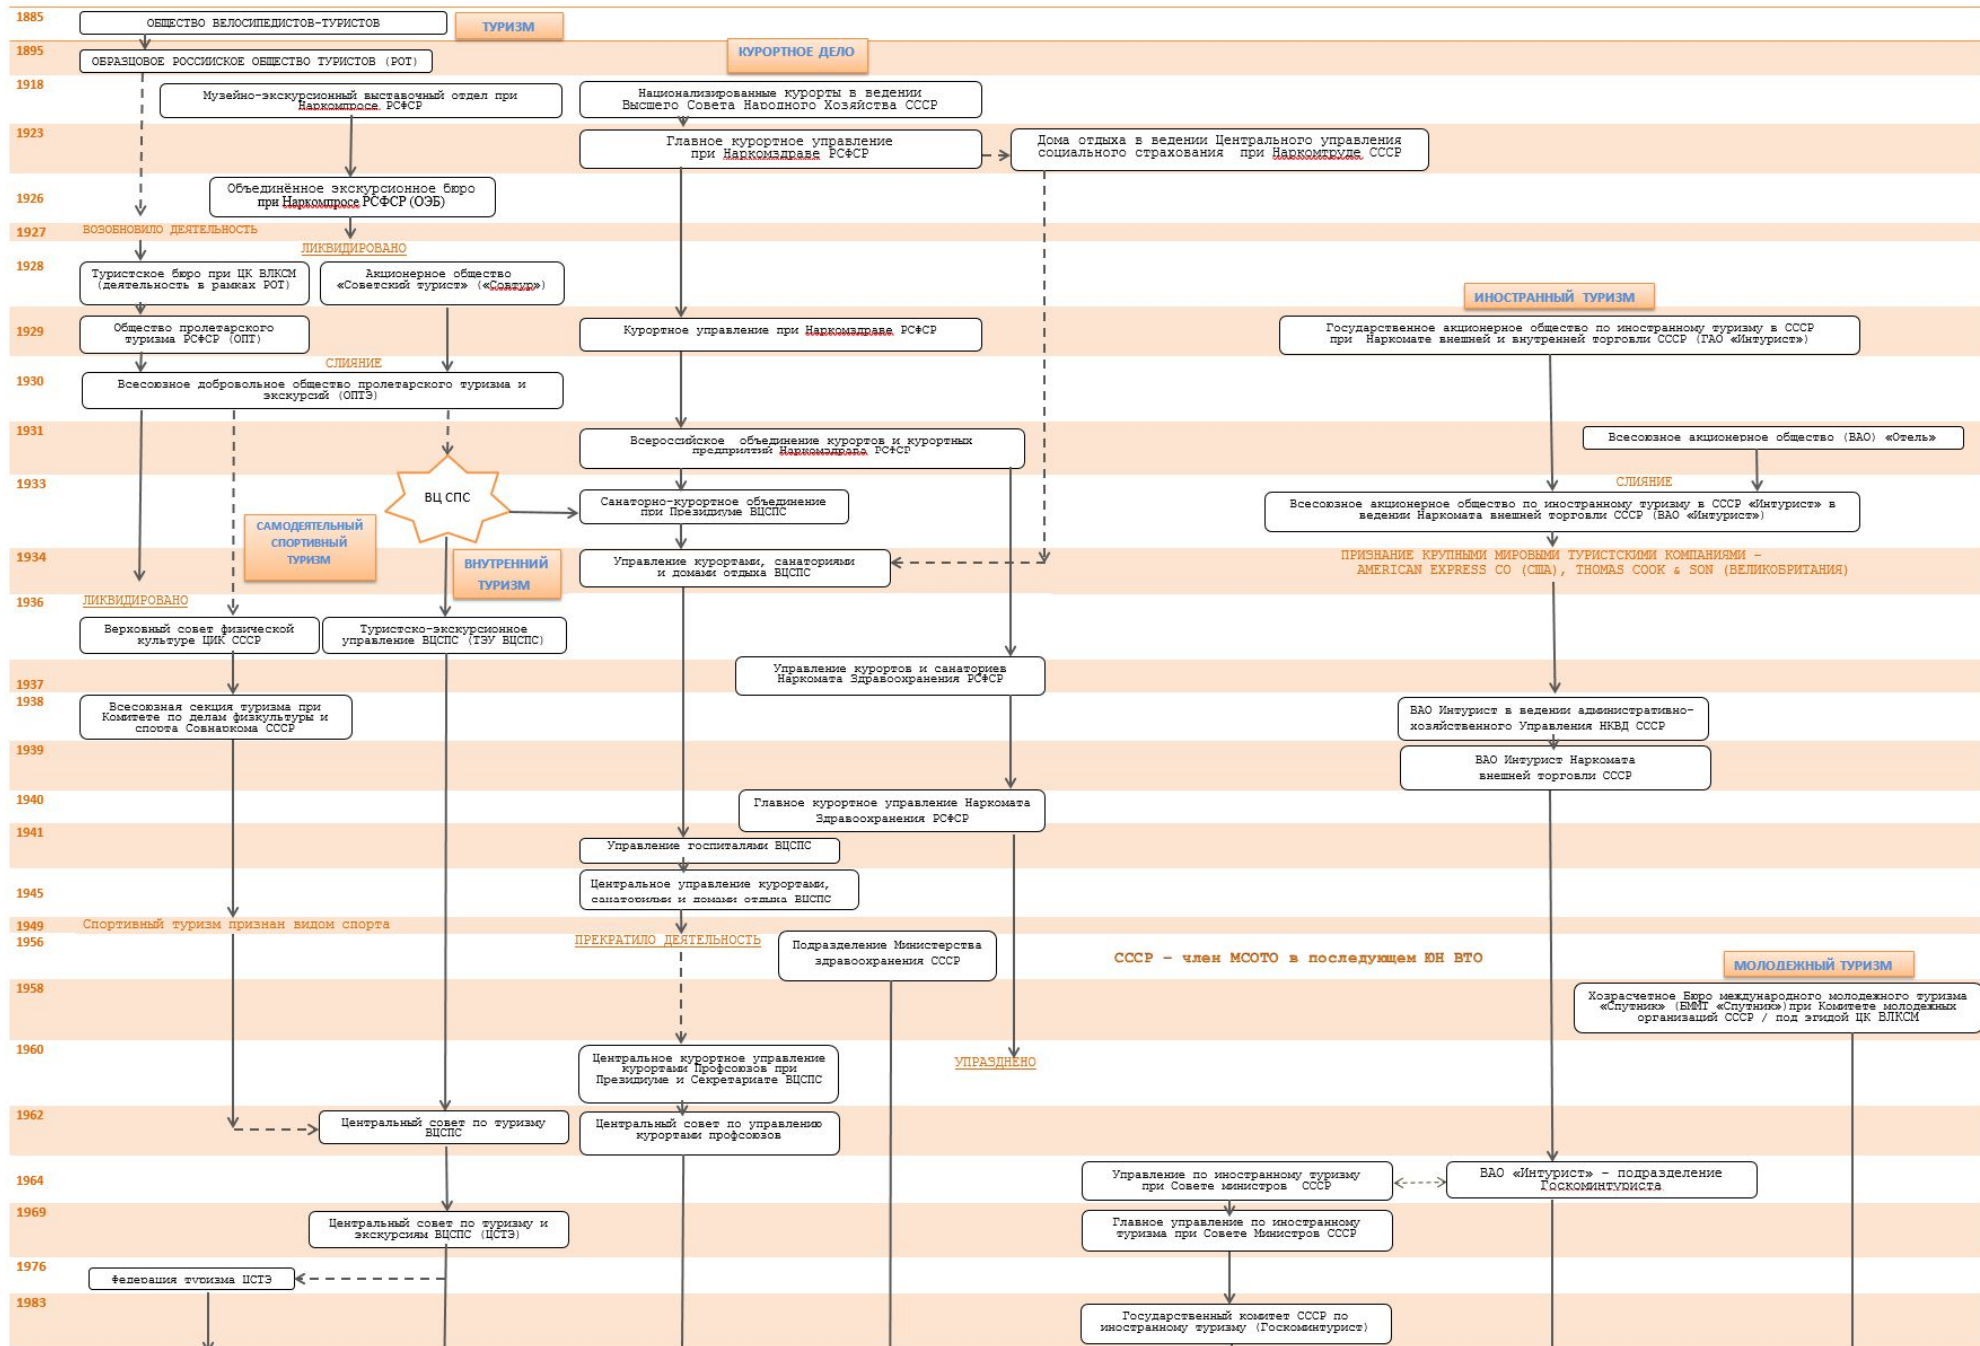 1885
ОБЩЕСТВО ВЕЛОСИПЕДИСТОВ-ТУРИСТОВ
ТУРИЗМ
1895
ОБРАЗЦОВОЕ РОССИИСКОЕ ОБЩЕСТВО ТУРИСТОВ (РОТ)
КУРОРТНОЕ ДЕЛО
1918
Музейно-экскурсионный выставочный отдел при
Наркомпросе РСФСР
Национализированные курорты в ведении
Высшего Совета Народного Хозяйства СССР
1923
Главное курортное управление
при Наркомздраве РСФСР
Дома отдыха в ведении Центрального управления
социального страхования при Наркомтруде СССР
1926
Объединённое экскурсионное бюро
при Наркомпросе РСФСР (ОЭБ)
1927
ВОЗОБНОВИЛО ДЕЯТЕЛЬНОСТЬ
ЛИКВИДИРОВАНО
1928
Туристское бюро при ЦК ВЛКСМ
(деятельность в рамках РОТ)
Акционерное общество
«Советский турист» («Совтур»)
ИНОСТРАННЫЙ ТУРИЗМ
1929
Общество пролетарского
туризма РСФСР (ОПТ)
Курортное управление при Наркомздраве РСФСР
Государственное акционерное общество по иностранному туризму в СССР
при Наркомате внешней и внутренней торговли СССР (ГАО «Интурист»)
СЛИЯНИЕ
1930
Всесоюзное добровольное общество пролетарского туризма и
экскурсий (ОПТЭ)
1931
Всероссийское объединение курортов и курортных
предприятий Наркомздрава РСФСР
Всесоюзное акционерное общество (ВАО) «Отель»
1933
ВЦ СПС
Санаторно-курортное объединение
при Президиуме ВЦСПС
СЛИЯНИЕ
Всесоюзное акционерное общество по иностранному туризму в СССР «Интурист» в
ведении Наркомата внешней торговли СССР (ВАО «Интурист»)
САМОДЕЯТЕЛЬНЫЙ
СПОРТИВНЫЙ
ТУРИЗМ
1934
ВНУТРЕННИЙ
ТУРИЗМ
Управление курортами, санаториями
и домами отдыха ВЦСПС
ПРИЗНАНИЕ КРУПНЫМИ МИРОВЫМИ ТУРИСТСКИМИ КОМПАНИЯМИ –
AMERICAN EXPRESS CO (США), THOMAS COOK & SON (ВЕЛИКОБРИТАНИЯ)
1936
ЛИКВИДИРОВАНО
Верховный совет физической
культуре ЦИК СССР
Туристско-экскурсионное
управление ВЦСПС (ТЭУ ВЦСПС)
1937
Управление курортов и санаториев
Наркомата Здравоохранения РСФСР
1938
Всесоюзная секция туризма при
Комитете по делам физкультуры и
спорта Совнаркома СССР
ВАО Интурист в ведении административно-
хозяйственного Управления НКВД СССР
1939
ВАО Интурист Наркомата
внешней торговли СССР
1940
Главное курортное управление Наркомата
Здравоохранения РСФСР
1941
Управление госпиталями ВЦСПС
1945
Центральное управление курортами,
санаториями и домами отдыха ВЦСПС
1949
Спортивный туризм признан видом спорта
1956
ПРЕКРАТИЛО ДЕЯТЕЛЬНОСТЬ
Подразделение Министерства
здравоохранения СССР
СССР – член МСОТО в последующем ЮН ВТО
МОЛОДЕЖНЫЙ ТУРИЗМ
1958
Хозрасчетное Бюро международного молодежного туризма
«Спутник» (БММТ «Спутник»)при Комитете молодежных
организаций СССР / под эгидой ЦК ВЛКСМ
1960
Центральное курортное управление
курортами Профсоюзов при
Президиуме и Секретариате ВЦСПС
УПРАЗДНЕНО
1962
Центральный совет по туризму
ВЦСПС
Центральный совет по управлению
курортами профсоюзов
1964
Управление по иностранному туризму
при Совете министров СССР
ВАО «Интурист» – подразделение
Госкоминтуриста
1969
Центральный совет по туризму и
экскурсиям ВЦСПС (ЦСТЭ)
Главное управление по иностранному
туризма при Совете Министров СССР
1976
Федерация туризма ЦСТЭ
1983
Государственный комитет СССР по
иностранному туризму (Госкоминтурист)